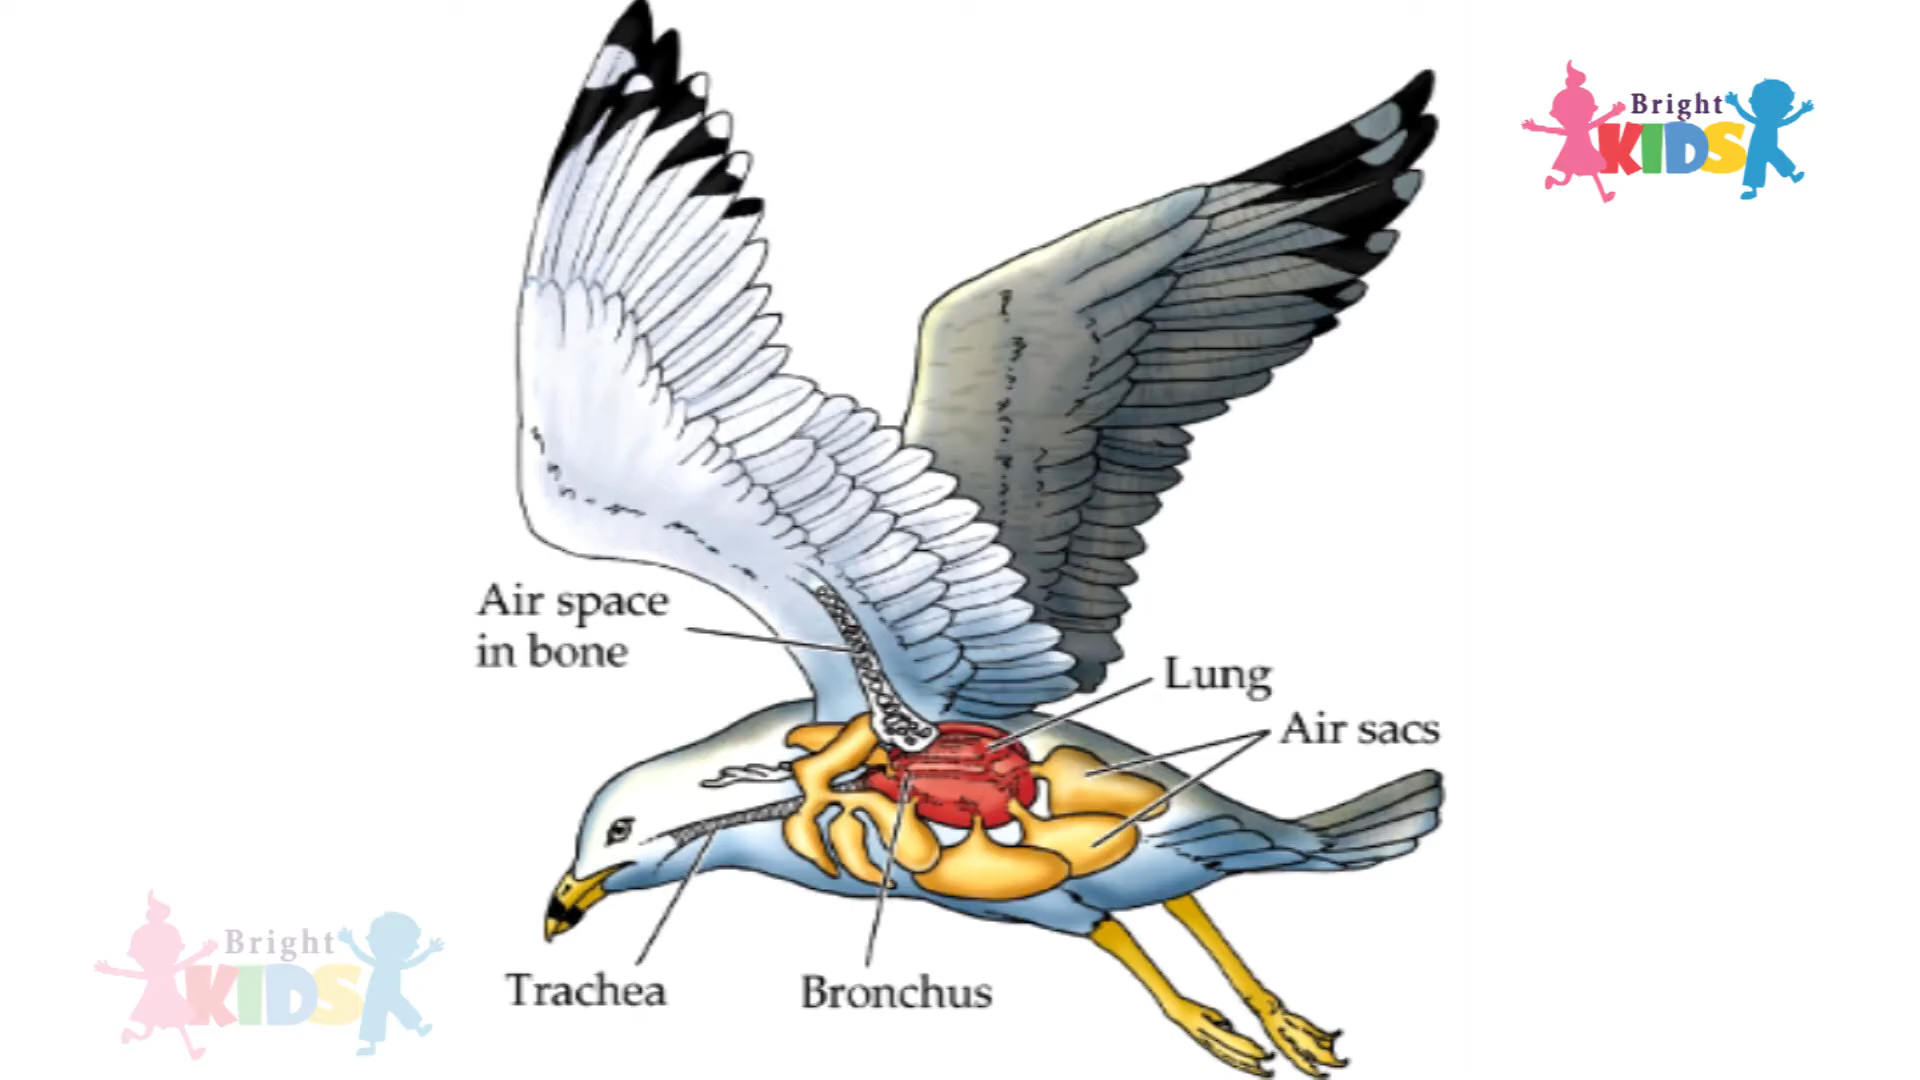 Bright
KIDS
Air space
in bone
Lung
Air sacs
Bright
KIDS
Trachea
Bronchus